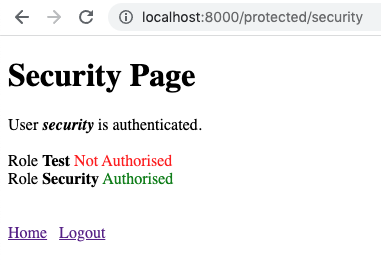 localhost:8000/protected/security
Security Page
User security is authenticated.
Role Test Not Authorised
Role Security Authorised
Home Logout